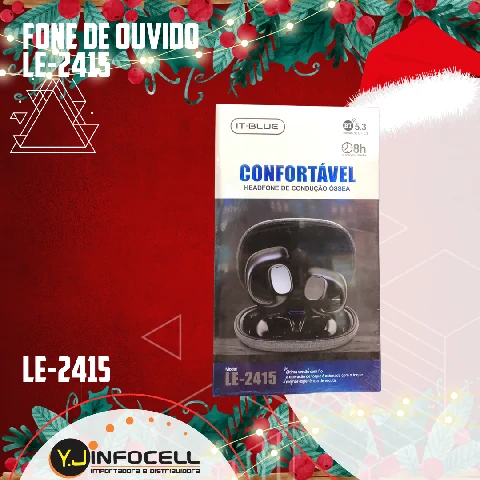 FONE DE OUVIDO
LE-2415
IT-BLUE
5.3
8h
CONFORTÁVEL
HEADFONE DE CONDUÇÃO ÓSSEA
LE-2415
LE-2415
Y.J INFOCELL
importadora e distribuidora